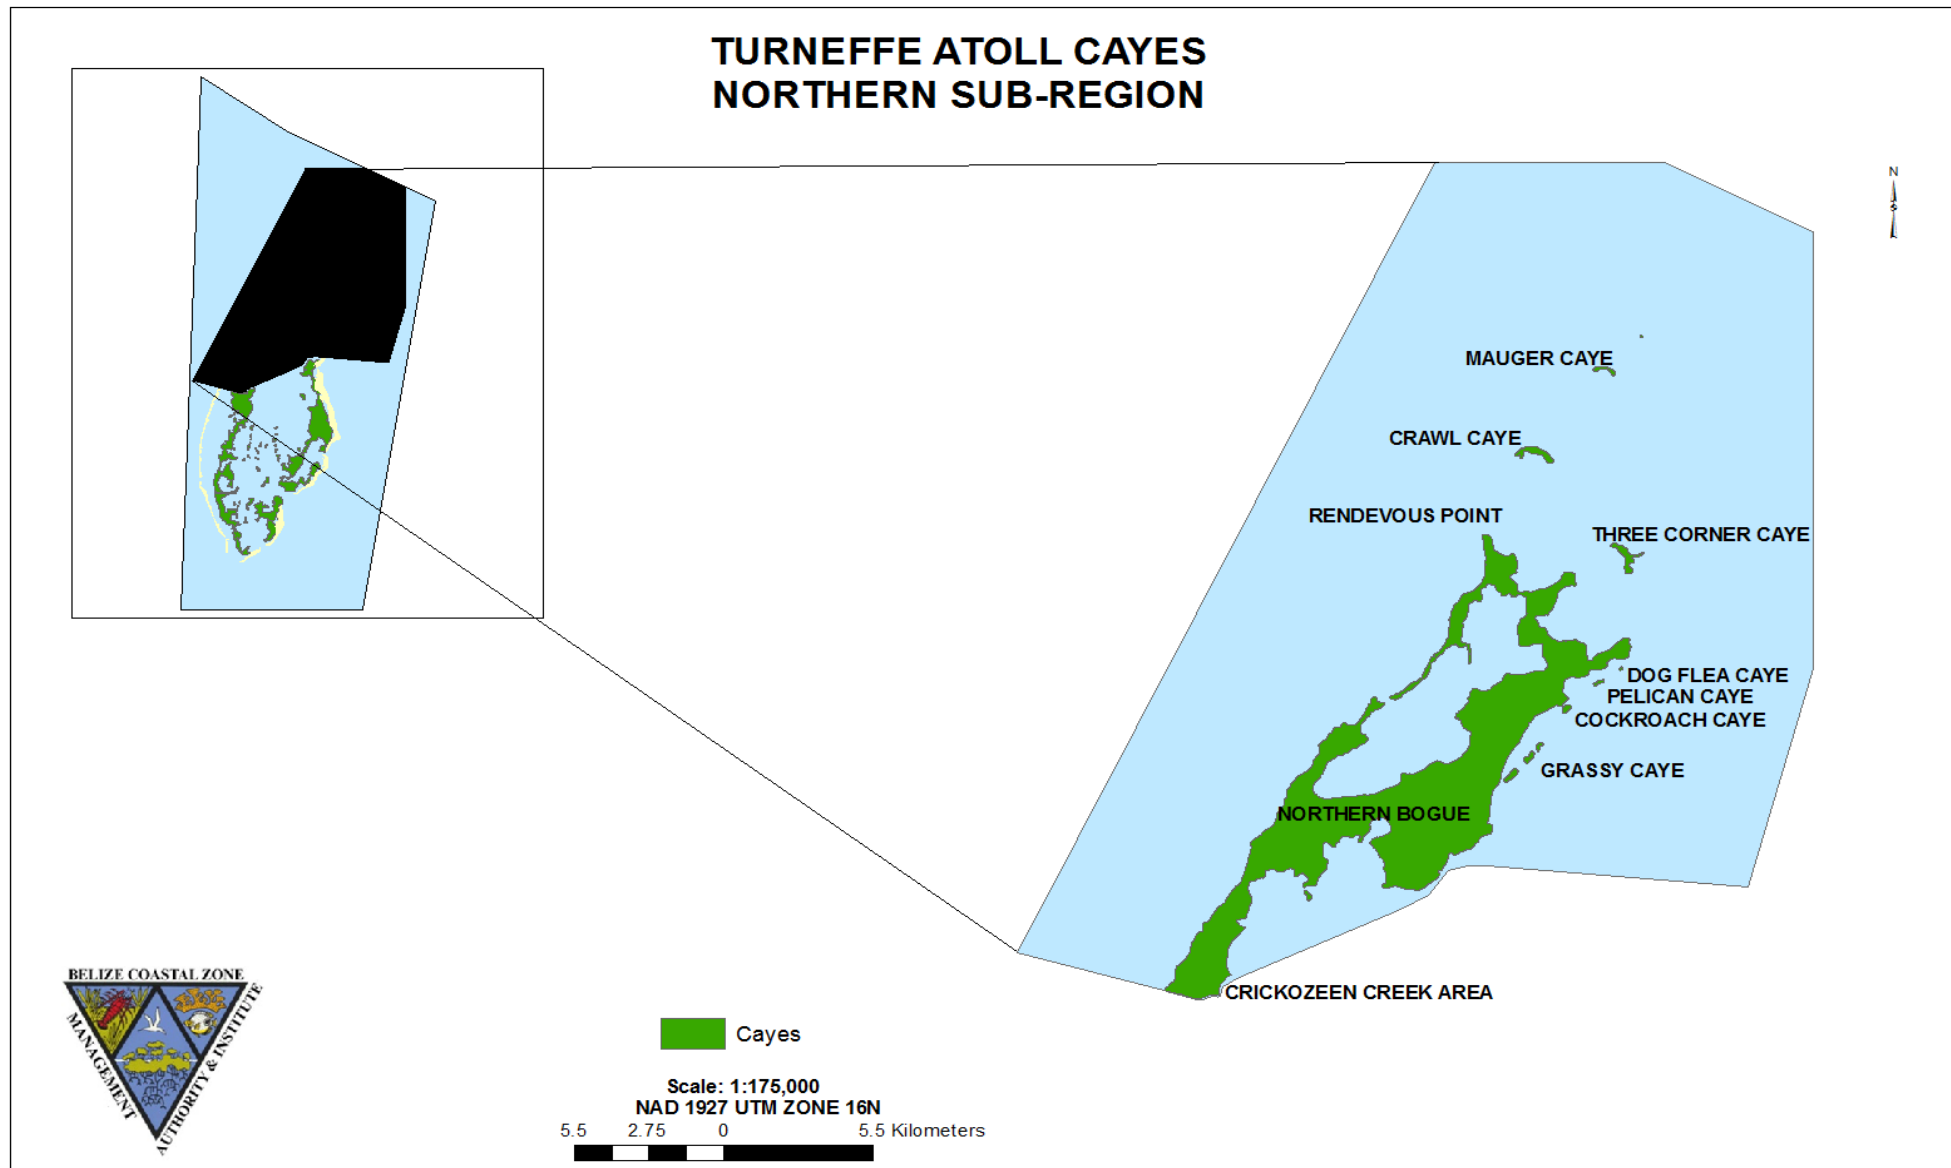 TURNEFFE ATOLL CAYES
NORTHERN SUB-REGION
N
MAUGER CAYE
CRAWL CAYE
RENDEVOUS POINT
THREE CORNER CAYE
DOG FLEA CAYE
PELICAN CAYE
COCKROACH CAYE
GRASSY CAYE
NORTHERN BOGUE
CRICKOZEEN CREEK AREA
BELIZE COASTAL ZONE
MANAGEMENT
AUTHORITY & INSTITUTE
Cayes
Scale: 1:175,000
NAD 1927 UTM ZONE 16N
5.5 2.75 0 5.5 Kilometers